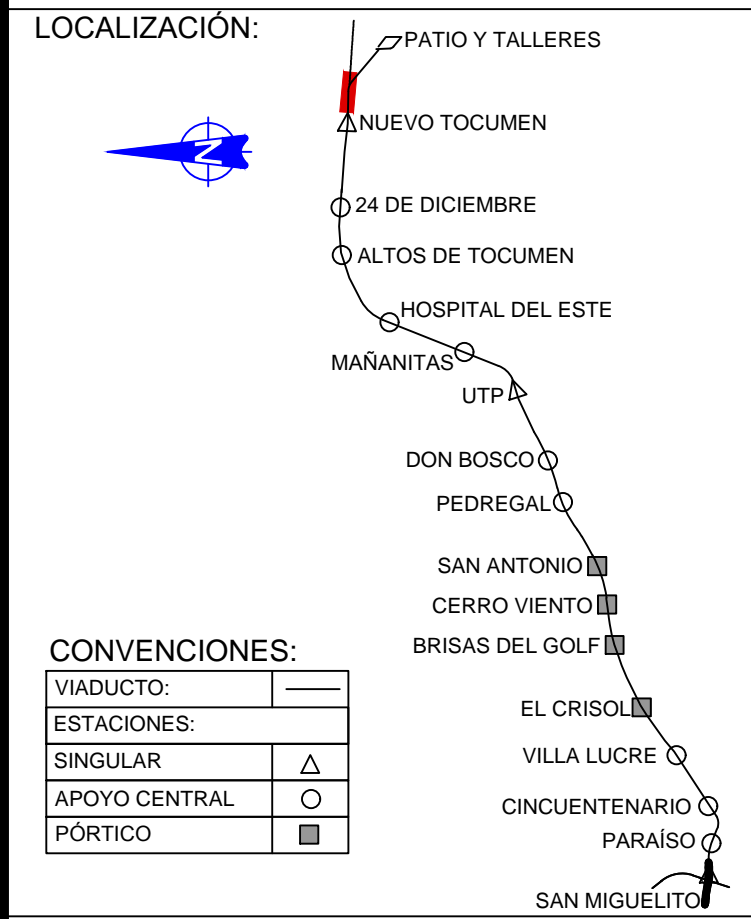 LOCALIZACIÓN:
PATIO Y TALLERES
NUEVO TOCUMEN
N
24 DE DICIEMBRE
ALTOS DE TOCUMEN
HOSPITAL DEL ESTE
MAÑANITAS
UTP
DON BOSCO
PEDREGAL
SAN ANTONIO
CERRO VIENTO
BRISAS DEL GOLF
EL CRISOL
VILLA LUCRE
CINCUENTENARIO
PARAÍSO
SAN MIGUELITO
CONVENCIONES:
VIADUCTO:
ESTACIONES:
SINGULAR
APOYO CENTRAL
PÓRTICO